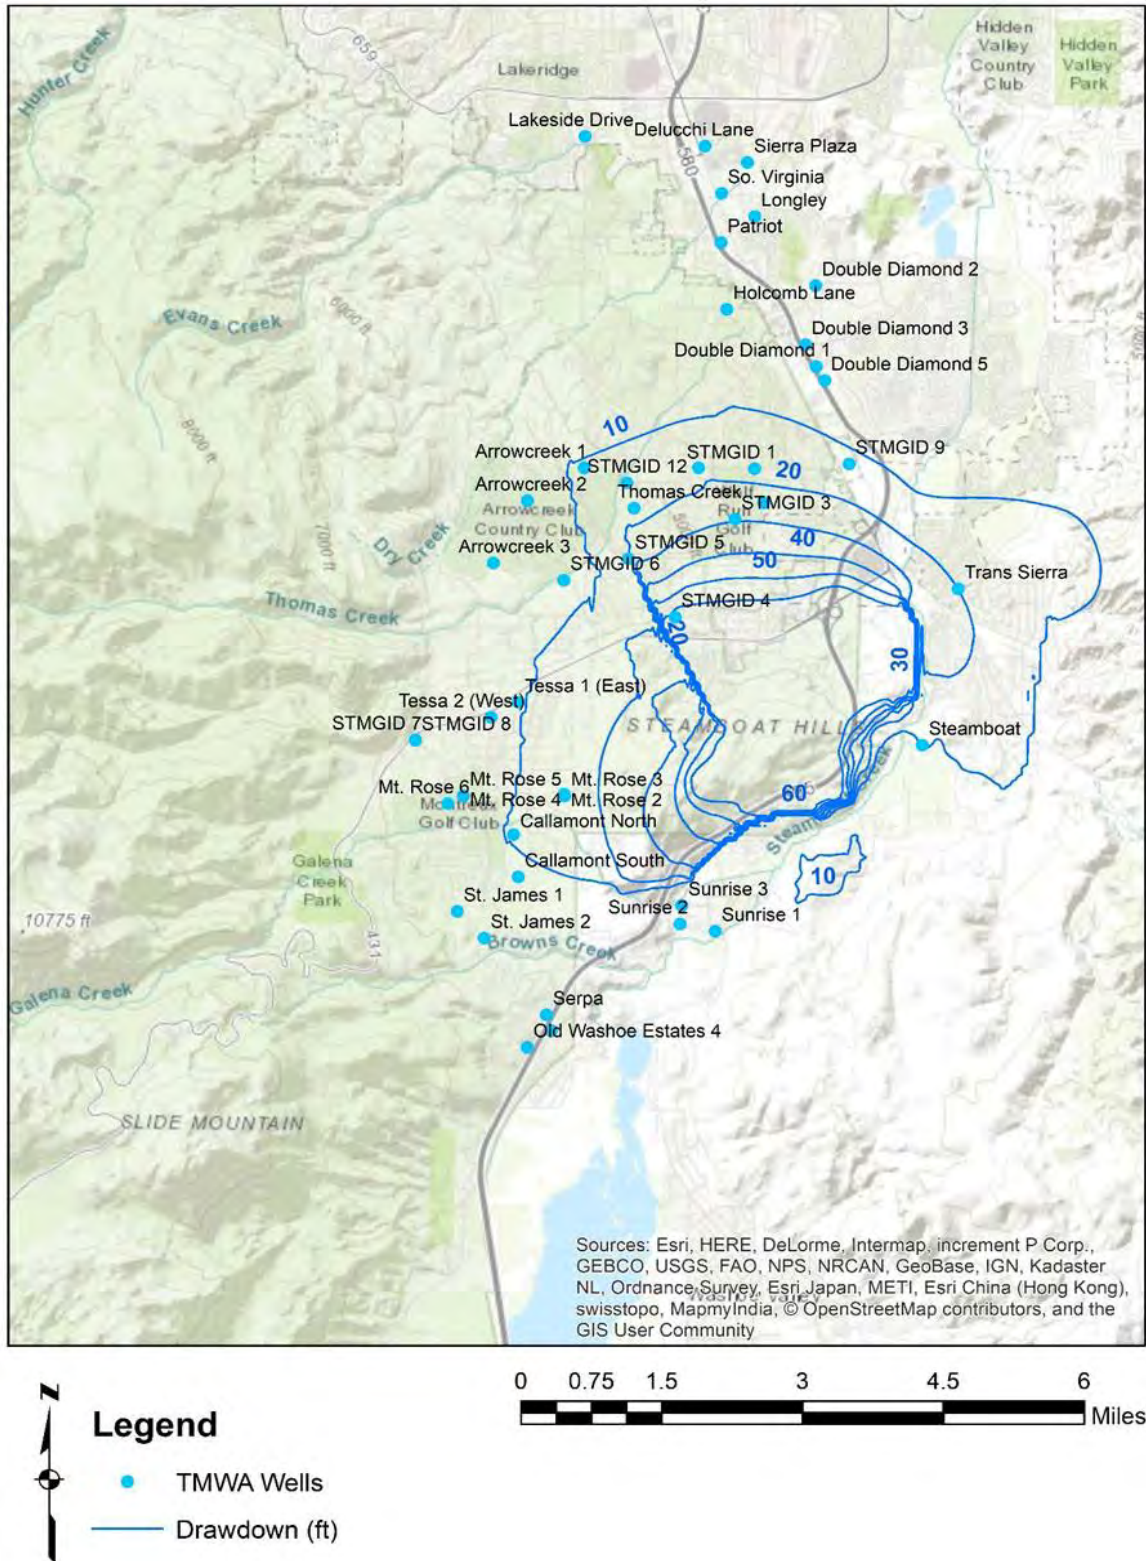 Hunter Creek
659
Lakeridge
Hidden
Valley
Country
Club
Hidden
Valley
Park
Lakeside Drive
Delucchi Lane
580
Sierra Plaza
So. Virginia
Longley
Patriot
Double Diamond 2
Evans Creek
6000 ft
Holcomb Lane
Double Diamond 3
Double Diamond 1
Double Diamond 5
8000 ft
10
Arrowcreek 1
STMGID 1
STMGID 9
STMGID 12
20
Arrowcreek 2
Thomas Creek
STMGID 3
Arrowcreek
Country Club
Run
Golf
Club
7000 ft
Dry Creek
40
Arrowcreek 3
STMGID 5
50
STMGID 6
Trans Sierra
Thomas Creek
STMGID 4
20
30
Tessa 1 (East)
Tessa 2 (West)
STMGID 7
STMGID 8
STEAMBOAT HILLS
Steamboat
Mt. Rose 5
Mt. Rose 3
Mt. Rose 6
Mt. Rose 4
Mt. Rose 2
Golf Club
60
Callamont North
Galena
Creek
Park
Callamont South
10
Sunrise 3
St. James 1
Sunrise 2
Sunrise 1
10775 ft
St. James 2
431
Browns Creek
Galena Creek
Serpa
Old Washoe Estates 4
SLIDE MOUNTAIN
Sources: Esri, HERE, DeLorme, Intermap, increment P Corp.,
GEBCO, USGS, FAO, NPS, NRCAN, GeoBase, IGN, Kadaster
NL, Ordnance Survey, Esri Japan, METI, Esri China (Hong Kong),
swisstopo, MapmyIndia, © OpenStreetMap contributors, and the
GIS User Community
N
0 0.75 1.5 3 4.5 6
Miles
Legend
TMWA Wells
Drawdown (ft)